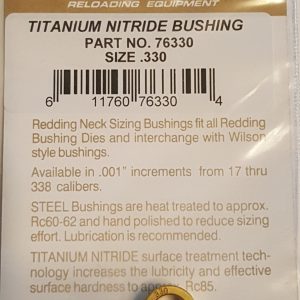 RELOADING EQUIPMENT
TITANIUM NITRIDE BUSHING
PART NO. 76330
SIZE .330
6 11760 76330 4
Redding Neck Sizing Bushings fit all Redding
Bushing Dies and interchange with Wilson
style bushings.
Available in .001" increments from 17 thru
338 calibers.
STEEL Bushings are heat treated to approx.
Rc60-62 and hand polished to reduce sizing
effort. Lubrication is recommended.
TITANIUM NITRIDE surface treatment tech-
nology increases the lubricity and effective
surface hardness to approx. Rc85.